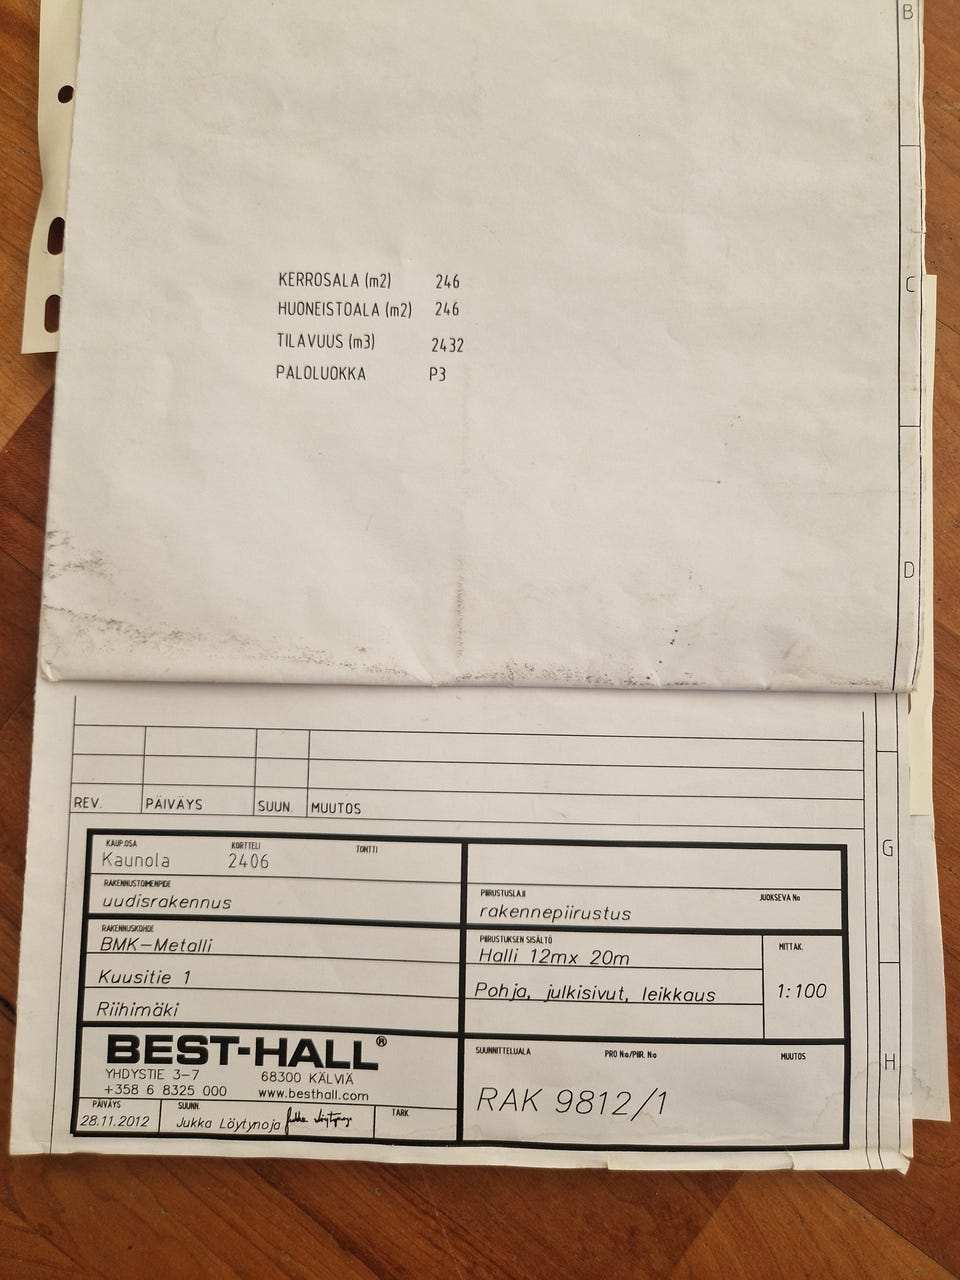 B
KERROSALA (m2) 246
HUONEISTOALA (m2) 246
C
TILAVUUS (m3) 2432
PALOLUOKKA P3
D
REV. PÄIVÄYS SUUN. MUUTOS
G
KAUP.OSA KORTTELI TONTTI
Kaunola 2406
RAKENNUSTOIMENPIDE
uudisrakennus
PIIRUSTUSLAJI JUOKSEVA No
rakennepiirustus
RAKENNUSKOHDE
BMK-Metalli
Kuusitie 1
Riihimäki
PIIRUSTUKSEN SISÄLTÖ MITTAK.
Halli 12mx 20m
Pohja, julkisivut, leikkaus 1:100
H
BEST-HALL®
YHDYSTIE 3-7 68300 KÄLVIÄ
+358 6 8325 000 www.besthall.com
PÄIVÄYS SUUNN. TARK.
28.11.2012 Jukka Löytynoja Jukka Löytynoja
SUUNNITTELUALA PRO No/PIIR. No MUUTOS
RAK 9812/1